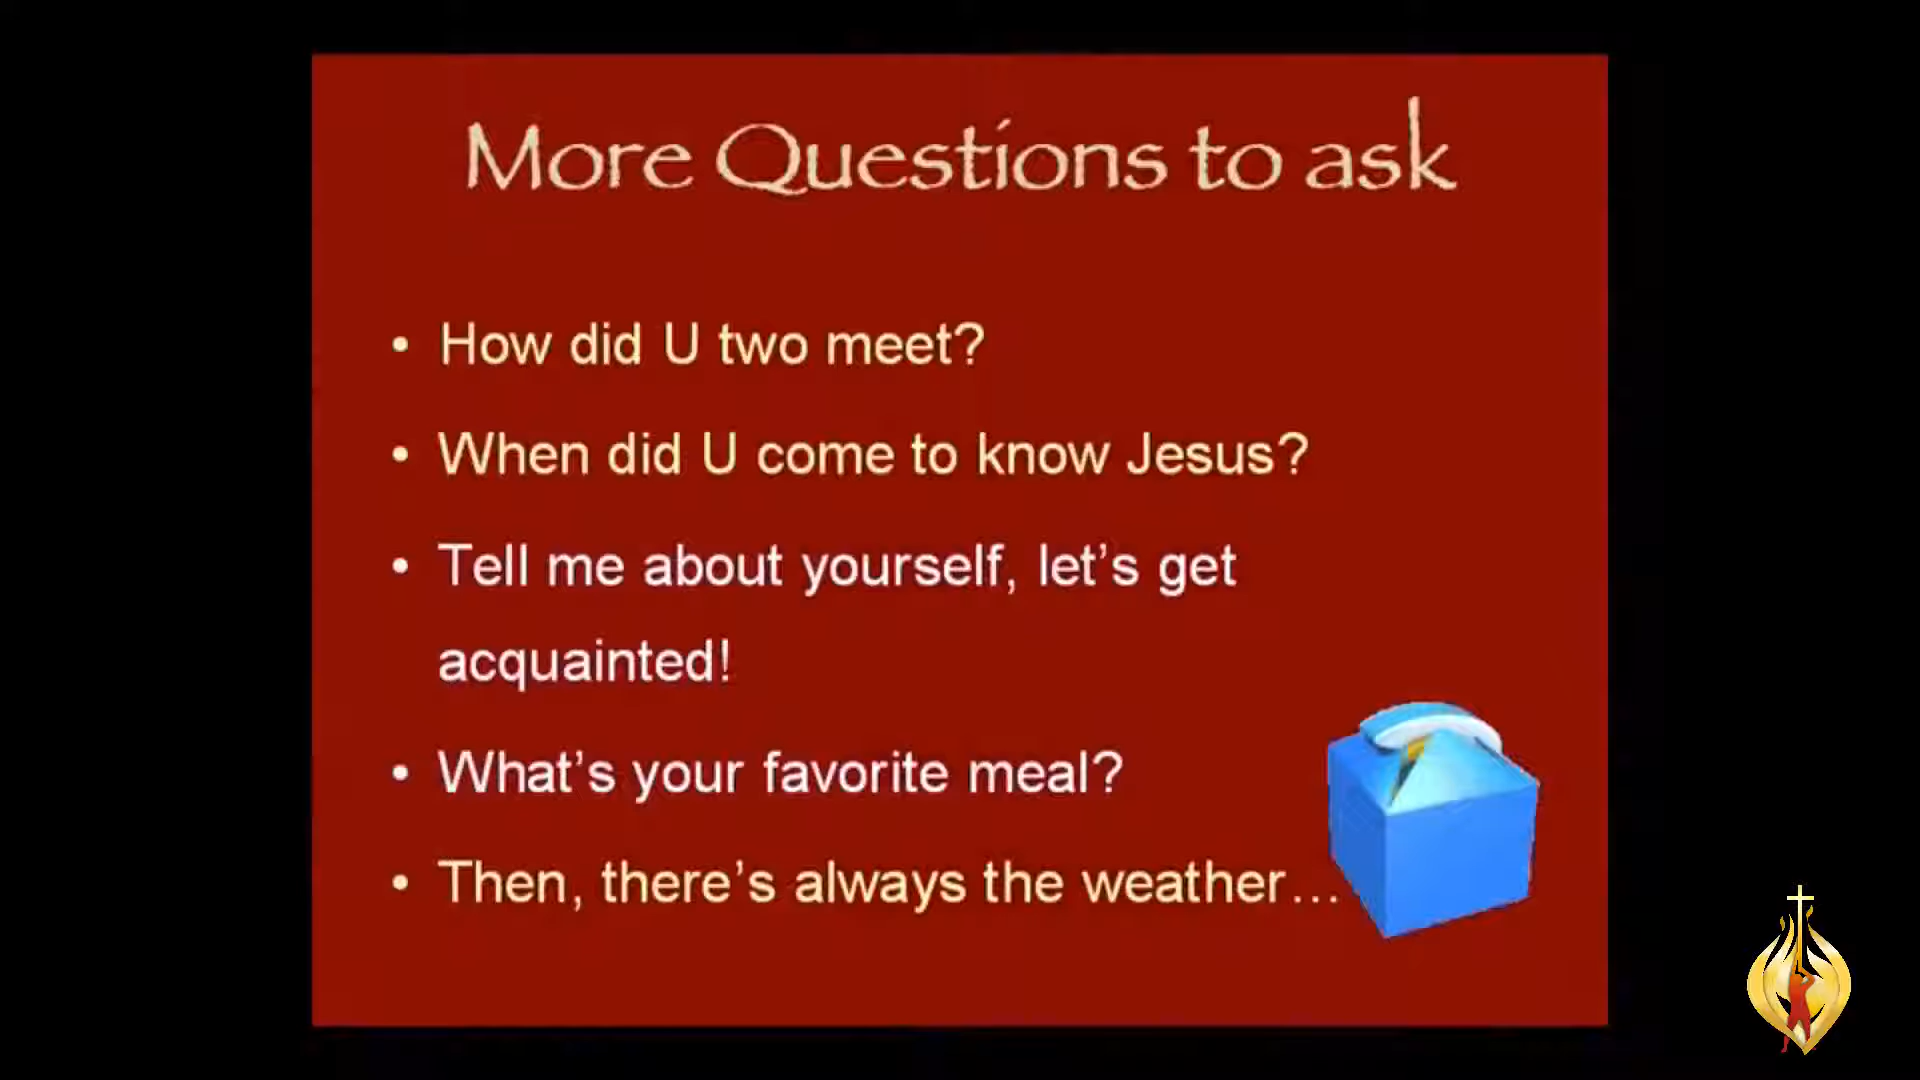 More Questions to ask
• How did U two meet?
• When did U come to know Jesus?
• Tell me about yourself, let’s get
acquainted!
• What’s your favorite meal?
• Then, there’s always the weather…